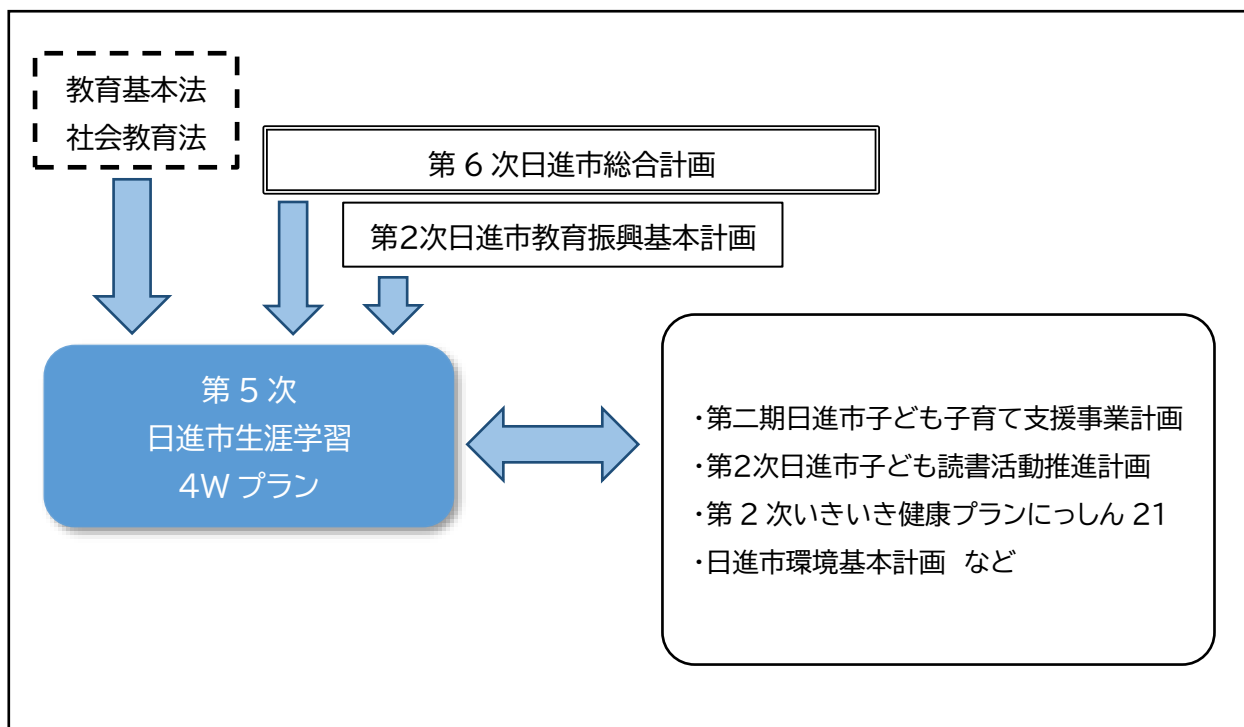 教育基本法
社会教育法
第 6 次日進市総合計画
第2次日進市教育振興基本計画
第 5 次
日進市生涯学習
4W プラン
・第二期日進市子ども子育て支援事業計画
・第2次日進市子ども読書活動推進計画
・第 2 次いきいき健康プランにっしん 21
・日進市環境基本計画　など